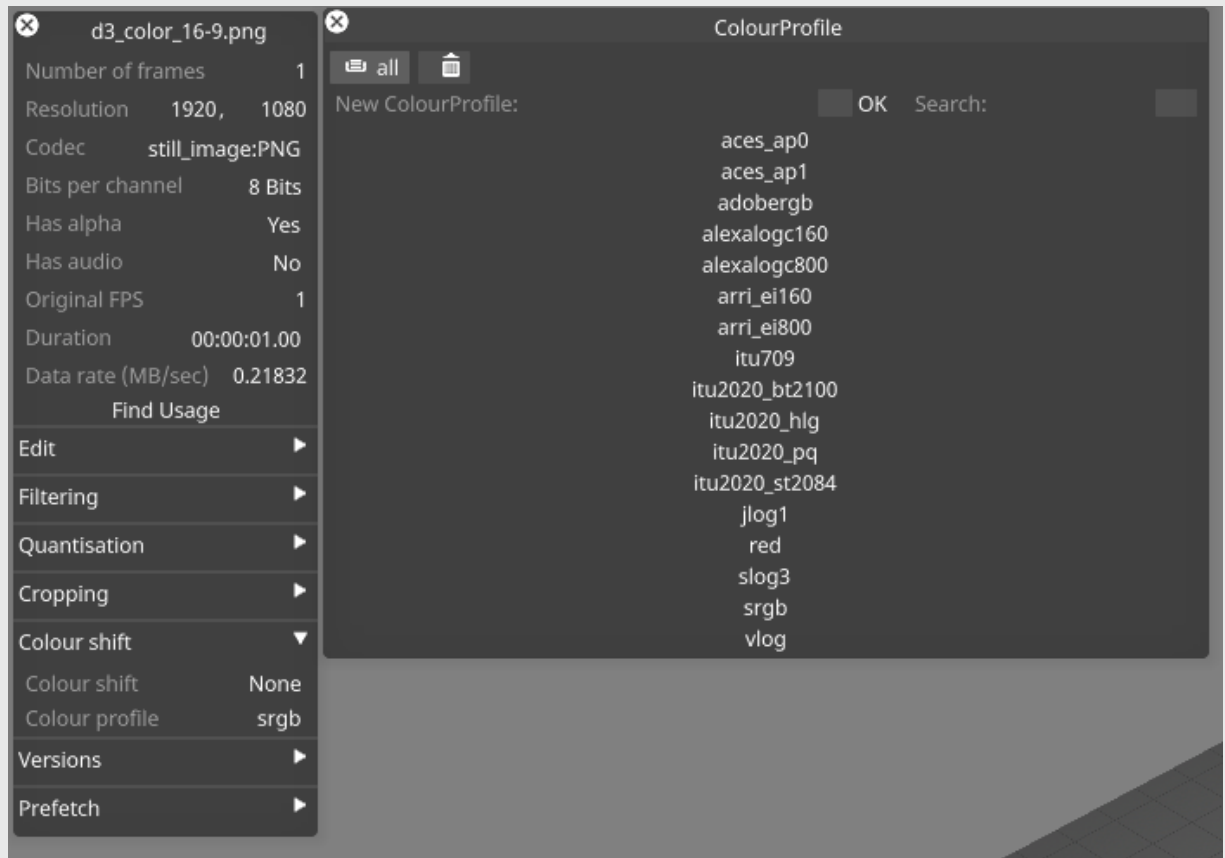 d3_color_16-9.png
Number of frames 1
Resolution 1920, 1080
Codec still_image:PNG
Bits per channel 8 Bits
Has alpha Yes
Has audio No
Original FPS 1
Duration 00:00:01.00
Data rate (MB/sec) 0.21832
Find Usage
Edit
Filtering
Quantisation
Cropping
Colour shift
Colour shift None
Colour profile srgb
Versions
Prefetch
ColourProfile
all
New ColourProfile: OK Search:
aces_ap0
aces_ap1
adobergb
alexalogc160
alexalogc800
arri_ei160
arri_ei800
itu709
itu2020_bt2100
itu2020_hlg
itu2020_pq
itu2020_st2084
jlog1
red
slog3
srgb
vlog